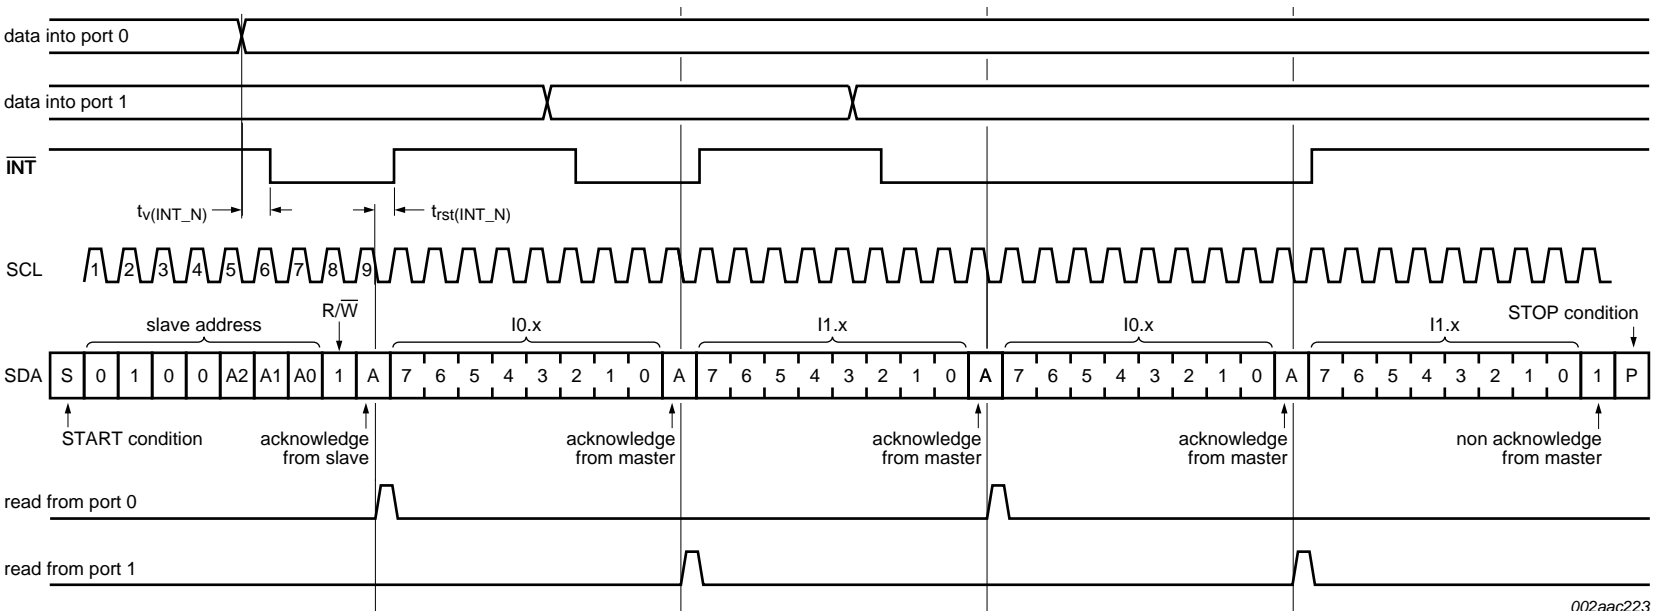 data into port 0
data into port 1
INT
tv(INT_N)
trst(INT_N)
SCL 1 2 3 4 5 6 7 8 9
R/W
STOP condition
slave address I0.x I1.x I0.x I1.x
SDA S 0 1 0 0 A2 A1 A0 1 A 7 6 5 4 3 2 1 0 A 7 6 5 4 3 2 1 0 A 7 6 5 4 3 2 1 0 A 7 6 5 4 3 2 1 0 1 P
START condition
acknowledge
from slave
acknowledge
from master
acknowledge
from master
acknowledge
from master
non acknowledge
from master
read from port 0
read from port 1
002aac223